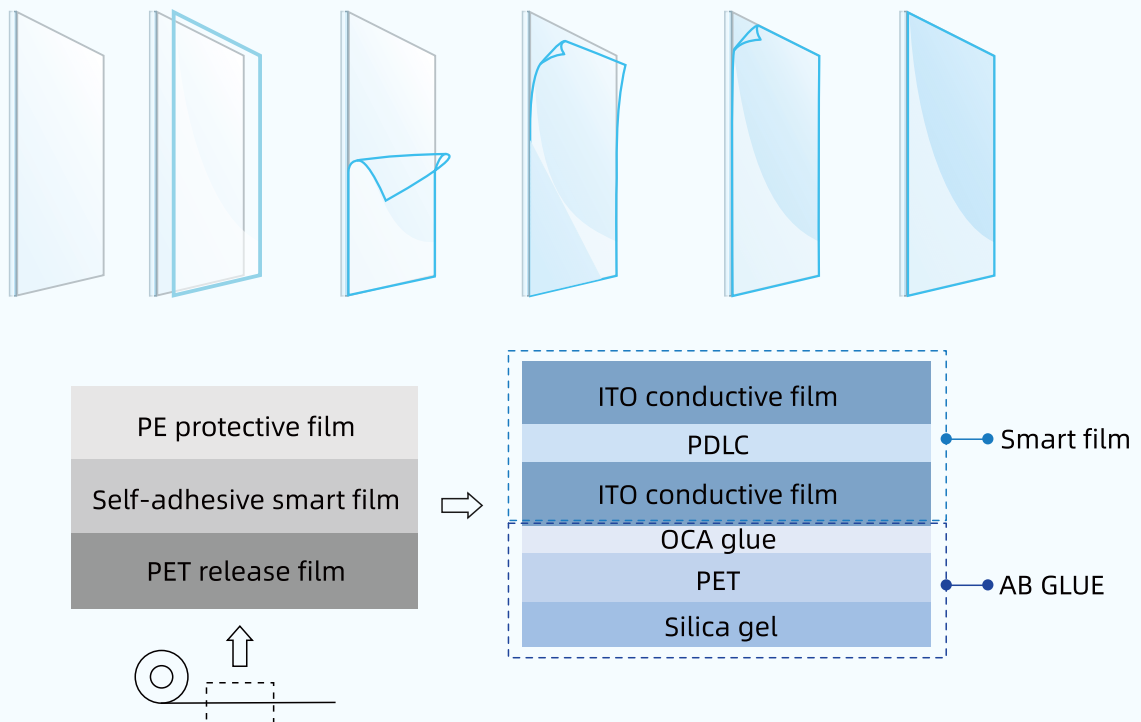 PE protective film
Self-adhesive smart film
PET release film
ITO conductive film
PDLC
ITO conductive film
OCA glue
PET
Silica gel
Smart film
AB GLUE